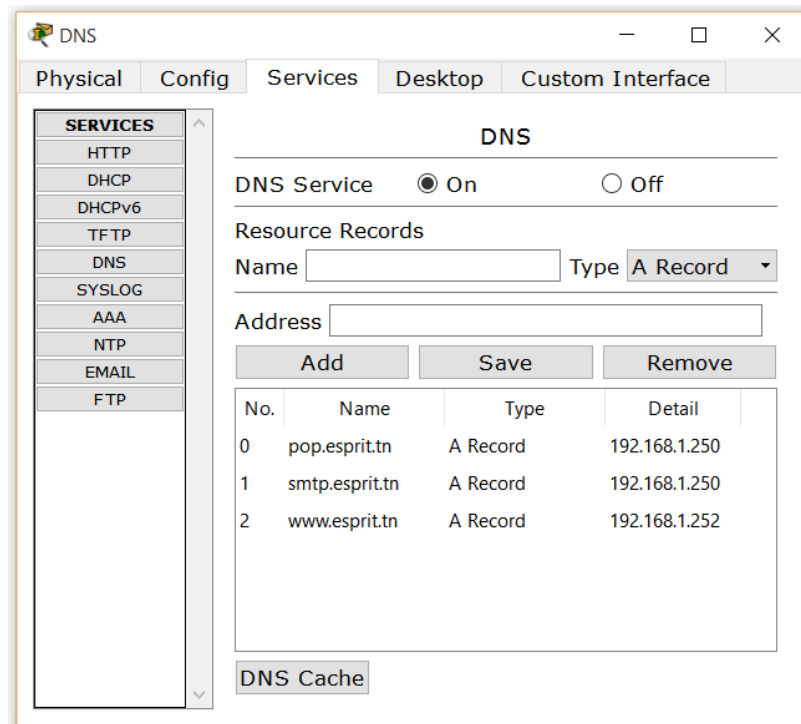 DNS
Physical Config Services Desktop Custom Interface
SERVICES
HTTP
DHCP
DHCPv6
TFTP
DNS
SYSLOG
AAA
NTP
EMAIL
FTP
DNS
DNS Service On Off
Resource Records
Name Type A Record
Address
Add Save Remove
No. Name Type Detail
0 pop.esprit.tn A Record 192.168.1.250
1 smtp.esprit.tn A Record 192.168.1.250
2 www.esprit.tn A Record 192.168.1.252
DNS Cache